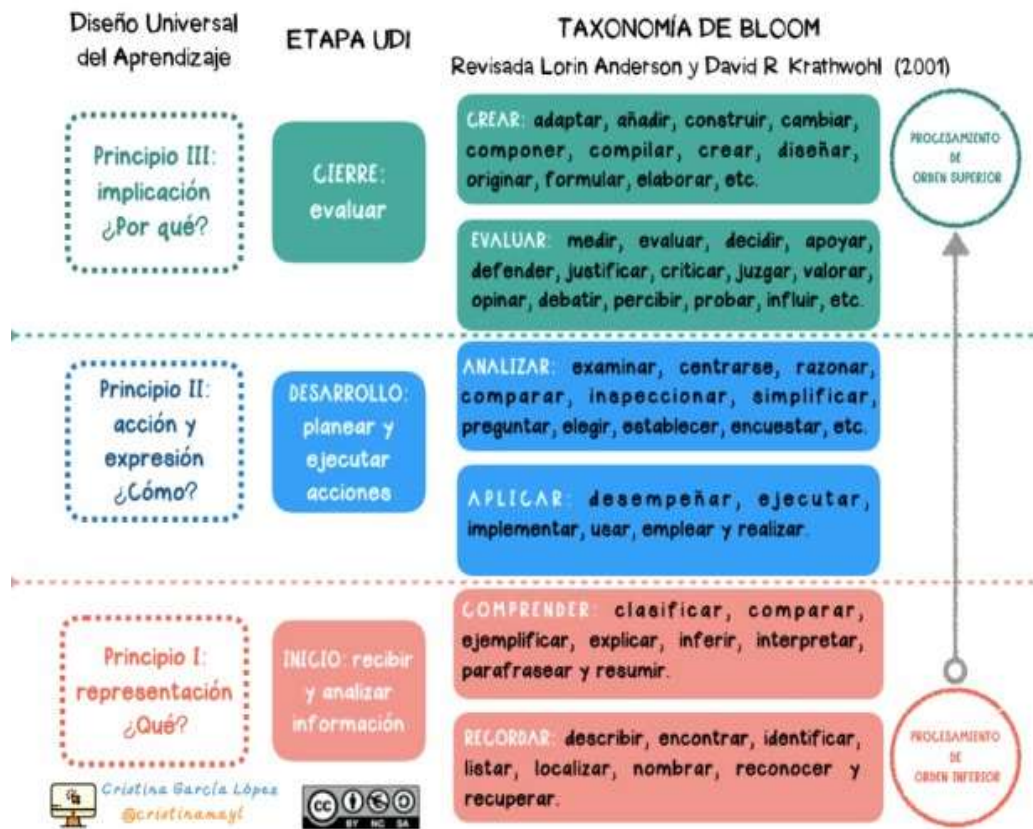 Diseño Universal
del Aprendizaje
ETAPA UDI
TAXONOMÍA DE BLOOM
Revisada Lorin Anderson y David R Krathwohl (2001)
Principio III:
implicación
¿Por qué?
CIERRE:
evaluar
CREAR: adaptar, añadir, construir, cambiar,
componer, compilar, crear, diseñar,
originar, formular, elaborar, etc.
EVALUAR: medir, evaluar, decidir, apoyar,
defender, justificar, criticar, juzgar, valorar,
opinar, debatir, percibir, probar, influir, etc.
PROCESAMIENTO
DE
ORDEN SUPERIOR
Principio II:
acción y
expresión
¿Cómo?
DESARROLLO:
planear y
ejecutar
acciones
ANALIZAR: examinar, centrarse, razonar,
comparar, inspeccionar, simplificar,
preguntar, elegir, establecer, encuestar, etc.
APLICAR: desempeñar, ejecutar,
implementar, usar, emplear y realizar.
Principio I:
representación
¿Qué?
INICIO: recibir
y analizar
información
COMPRENDER: clasificar, comparar,
ejemplificar, explicar, inferir, interpretar,
parafrasear y resumir.
RECORDAR: describir, encontrar, identificar,
listar, localizar, nombrar, reconocer y
recuperar.
PROCESAMIENTO
DE
ORDEN INFERIOR
Cristina García López
@cristinamayl
cc
BY NC SA